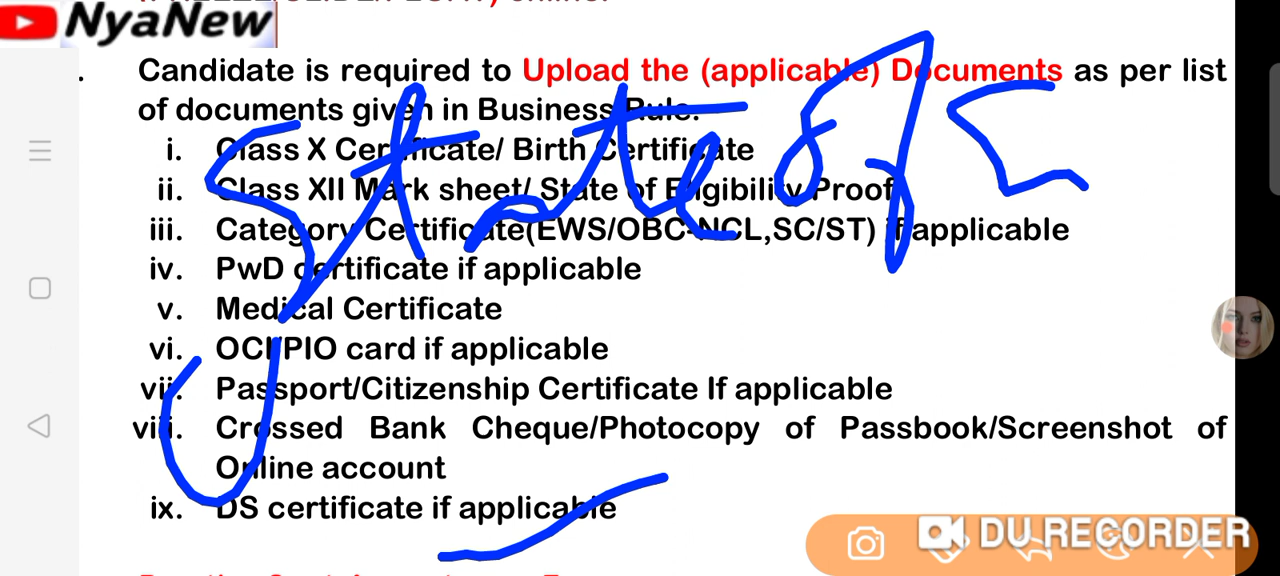 NyaNew
Candidate is required to Upload the (applicable) Documents as per list
of documents given in Business Rule.
i. Class X Certificate/ Birth Certificate
ii. Class XII Mark sheet/ State of Eligibility Proof
iii. Category Certificate(EWS/OBC-NCL,SC/ST) if applicable
iv. PwD certificate if applicable
v. Medical Certificate
vi. OCI/PIO card if applicable
vii. Passport/Citizenship Certificate If applicable
viii. Crossed Bank Cheque/Photocopy of Passbook/Screenshot of
Online account
ix. DS certificate if applicable
State of
DU RECORDER